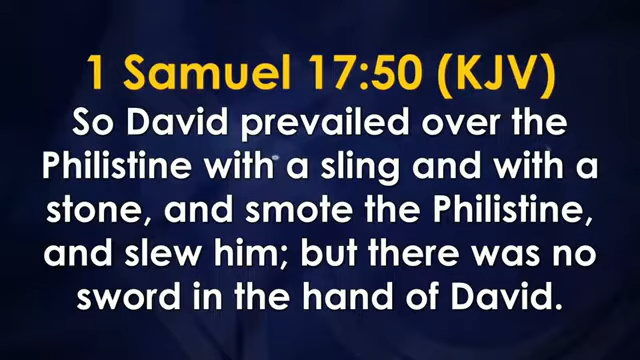 1 Samuel 17:50 (KJV)
So David prevailed over the
Philistine with a sling and with a
stone, and smote the Philistine,
and slew him; but there was no
sword in the hand of David.